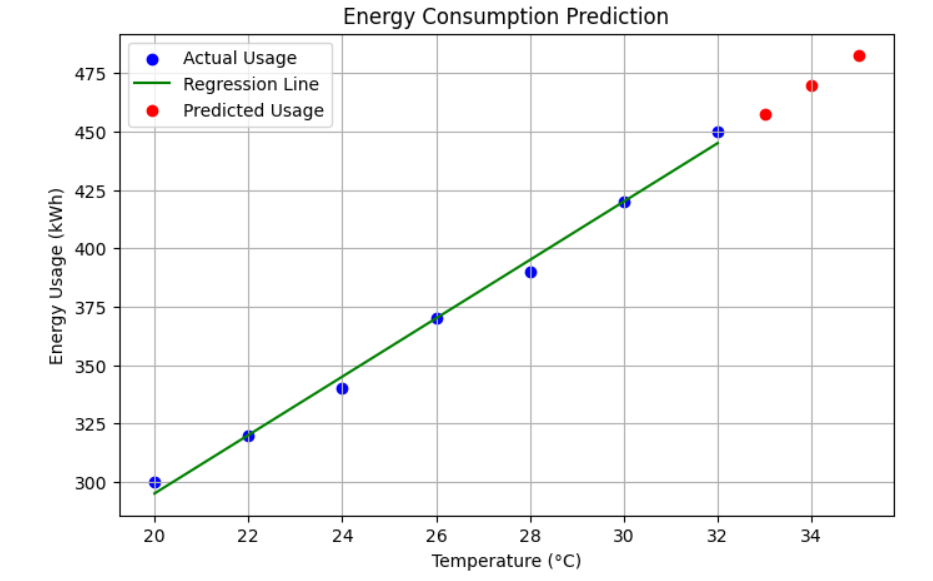 Energy Consumption Prediction
Actual Usage
Regression Line
Predicted Usage
475
450
425
400
375
350
325
300
Energy Usage (kWh)
20 22 24 26 28 30 32 34
Temperature (°C)